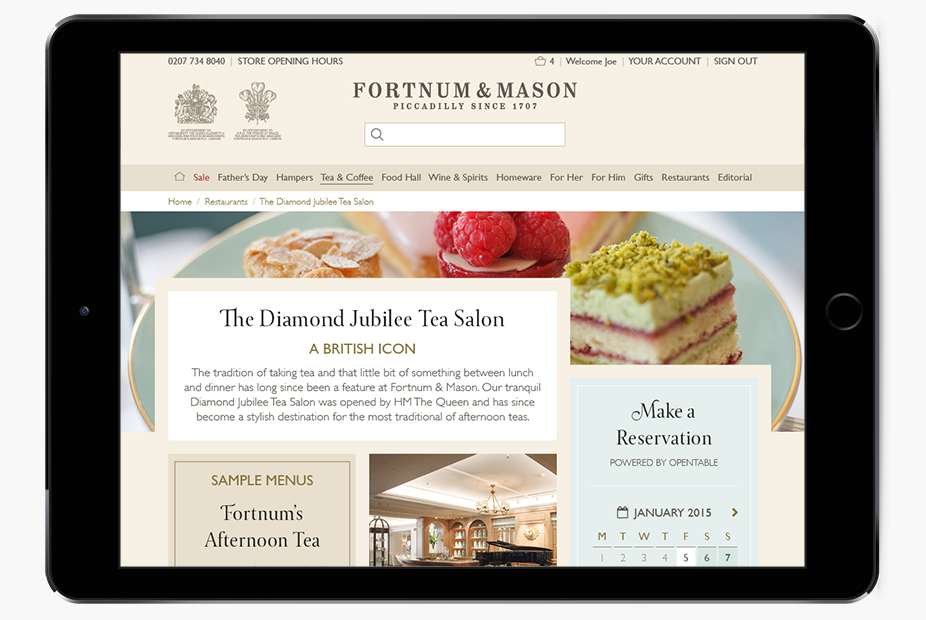 0207 734 8040 | STORE OPENING HOURS
4 | Welcome Joe | YOUR ACCOUNT | SIGN OUT
FORTNUM & MASON
PICCADILLY SINCE 1707
Sale Father's Day Hampers Tea & Coffee Food Hall Wine & Spirits Homeware For Her For Him Gifts Restaurants Editorial
Home / Restaurants / The Diamond Jubilee Tea Salon
The Diamond Jubilee Tea Salon
A BRITISH ICON
The tradition of taking tea and that little bit of something between lunch
and dinner has long since been a feature at Fortnum & Mason. Our tranquil
Diamond Jubilee Tea Salon was opened by HM The Queen and has since
become a stylish destination for the most traditional of afternoon teas.
SAMPLE MENUS
Fortnum's
Afternoon Tea
Make a
Reservation
POWERED BY OPENTABLE
JANUARY 2015
M T W T F S S
1 2 3 4 5 6 7